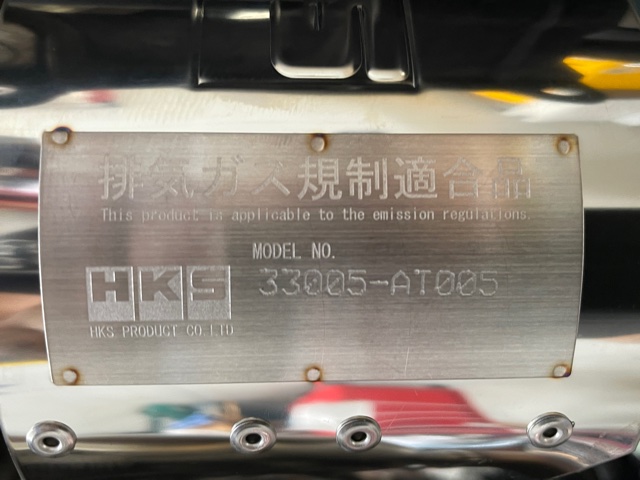 排気ガス規制適合品
This product is applicable to the emission regulations.
MODEL NO.
33005-AT005
HKS
HKS PRODUCT CO LTD